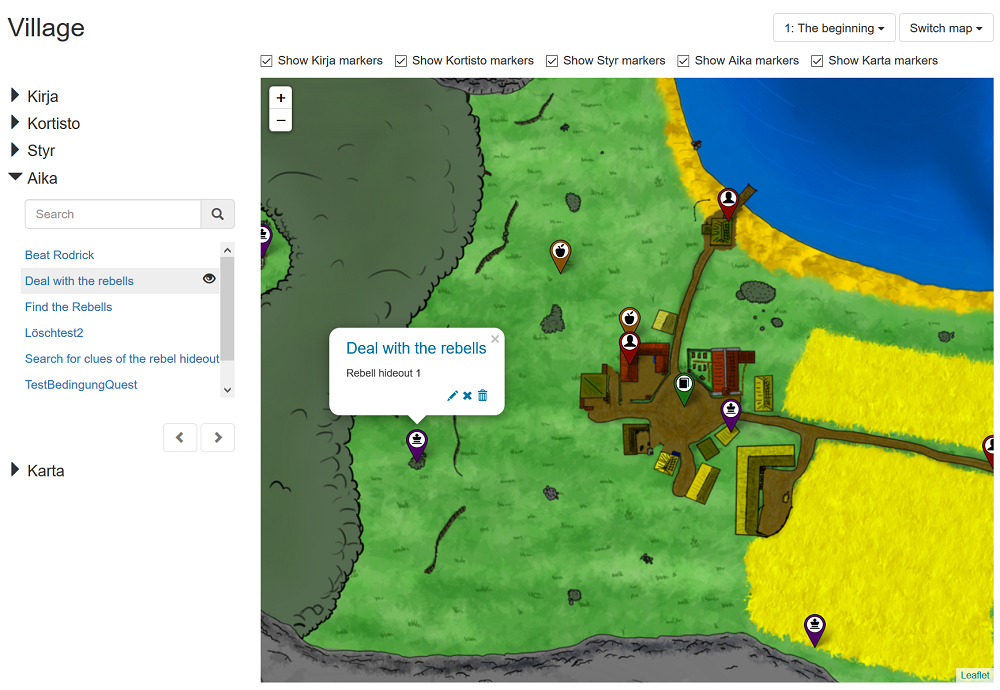 Village
1: The beginning
Switch map
Show Kirja markers
Show Kortisto markers
Show Styr markers
Show Aika markers
Show Karta markers
Kirja
Kortisto
Styr
Aika
Search
Beat Rodrick
Deal with the rebells
Find the Rebells
Löschtest2
Search for clues of the rebel hideout
TestBedingungQuest
Karta
+
−
Deal with the rebells
×
Rebell hideout 1
Leaflet